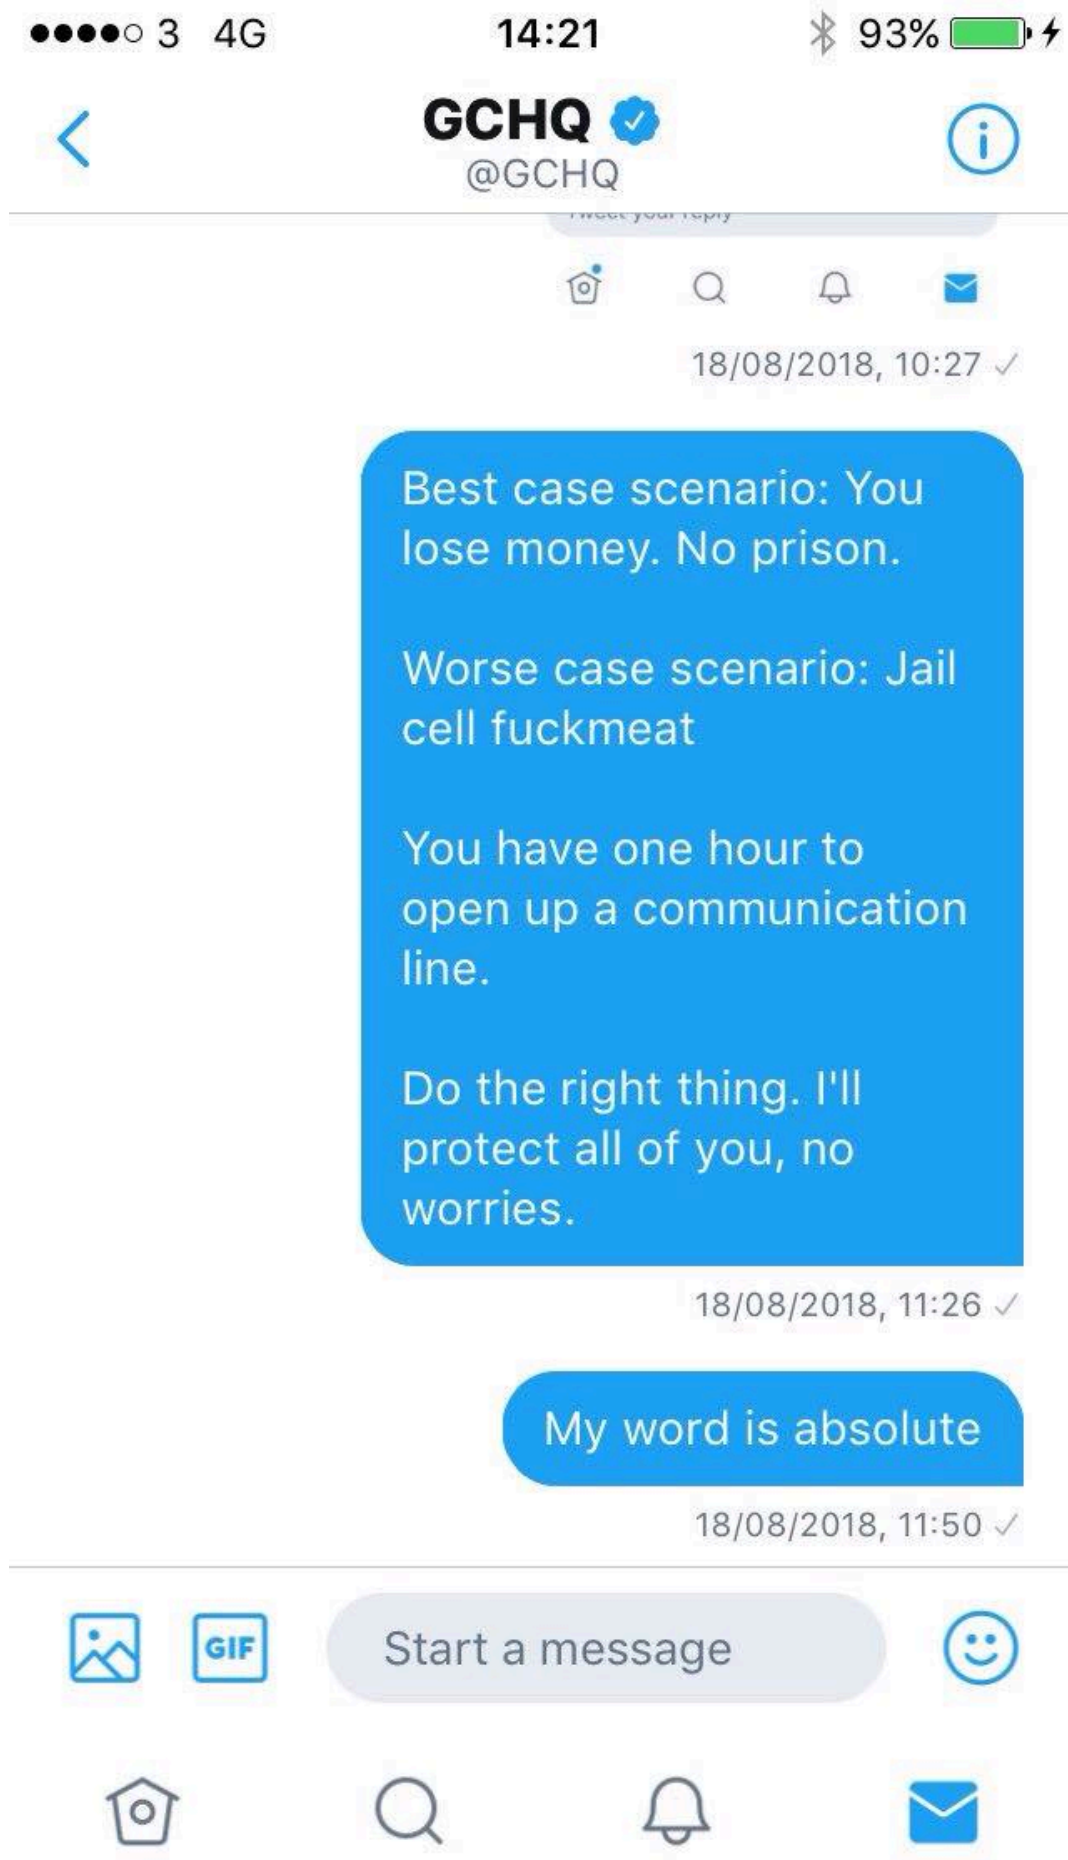 3 4G 14:21 93%
GCHQ
@GCHQ
Tweet your reply
18/08/2018, 10:27
Best case scenario: You
lose money. No prison.
Worse case scenario: Jail
cell fuckmeat
You have one hour to
open up a communication
line.
Do the right thing. I'll
protect all of you, no
worries.
18/08/2018, 11:26
My word is absolute
18/08/2018, 11:50
GIF Start a message